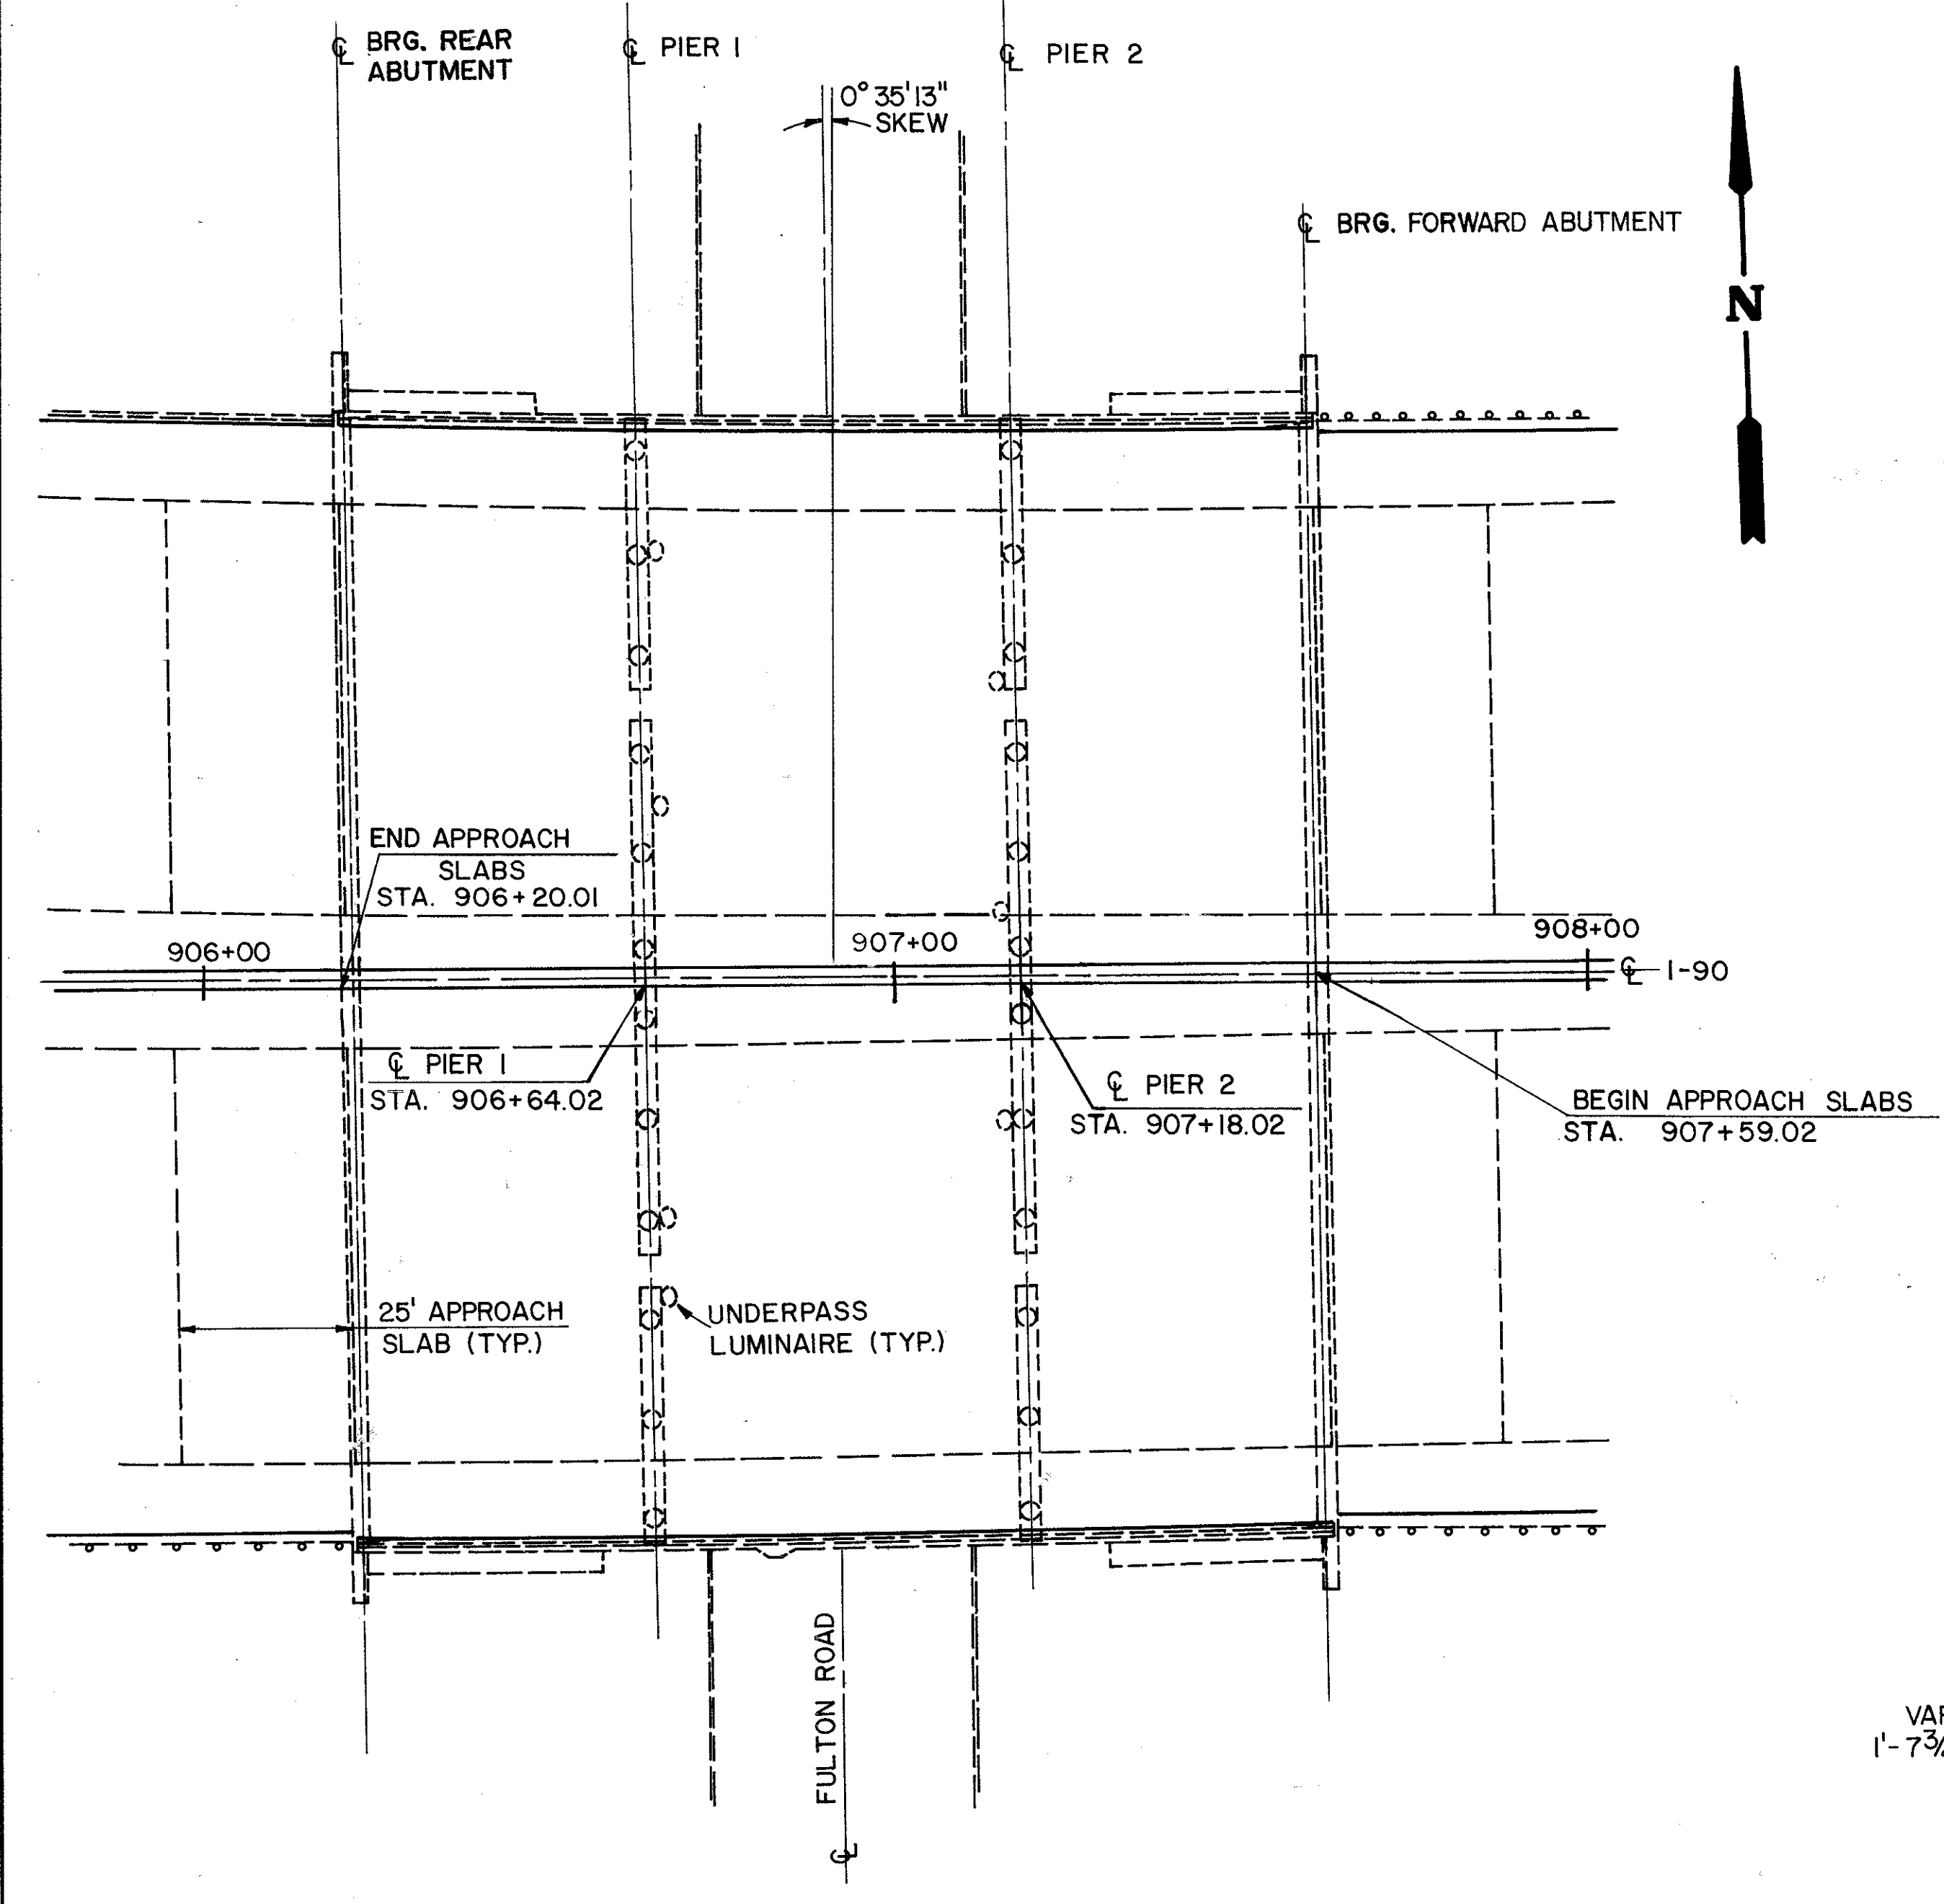 ℄ BRG. REAR
ABUTMENT
℄ PIER 1
℄ PIER 2
0°35'13"
SKEW
℄ BRG. FORWARD ABUTMENT
N
END APPROACH
SLABS
STA. 906+20.01
906+00
907+00
908+00
℄ I-90
℄ PIER 1
STA. 906+64.02
℄ PIER 2
STA. 907+18.02
BEGIN APPROACH SLABS
STA. 907+59.02
25' APPROACH
SLAB (TYP.)
UNDERPASS
LUMINAIRE (TYP.)
FULTON ROAD
℄